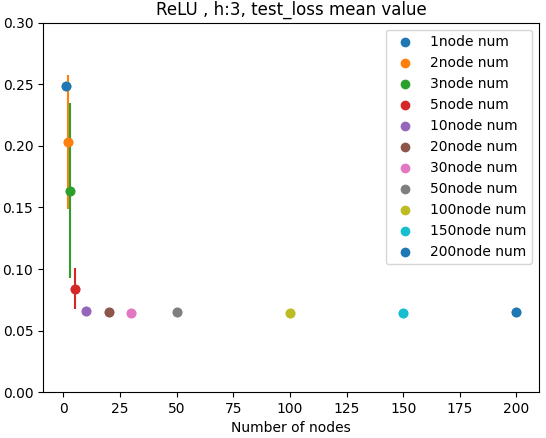 ReLU , h:3, test_loss mean value
0.30
0.25
0.20
0.15
0.10
0.05
0.00
1node num
2node num
3node num
5node num
10node num
20node num
30node num
50node num
100node num
150node num
200node num
0 25 50 75 100 125 150 175 200
Number of nodes